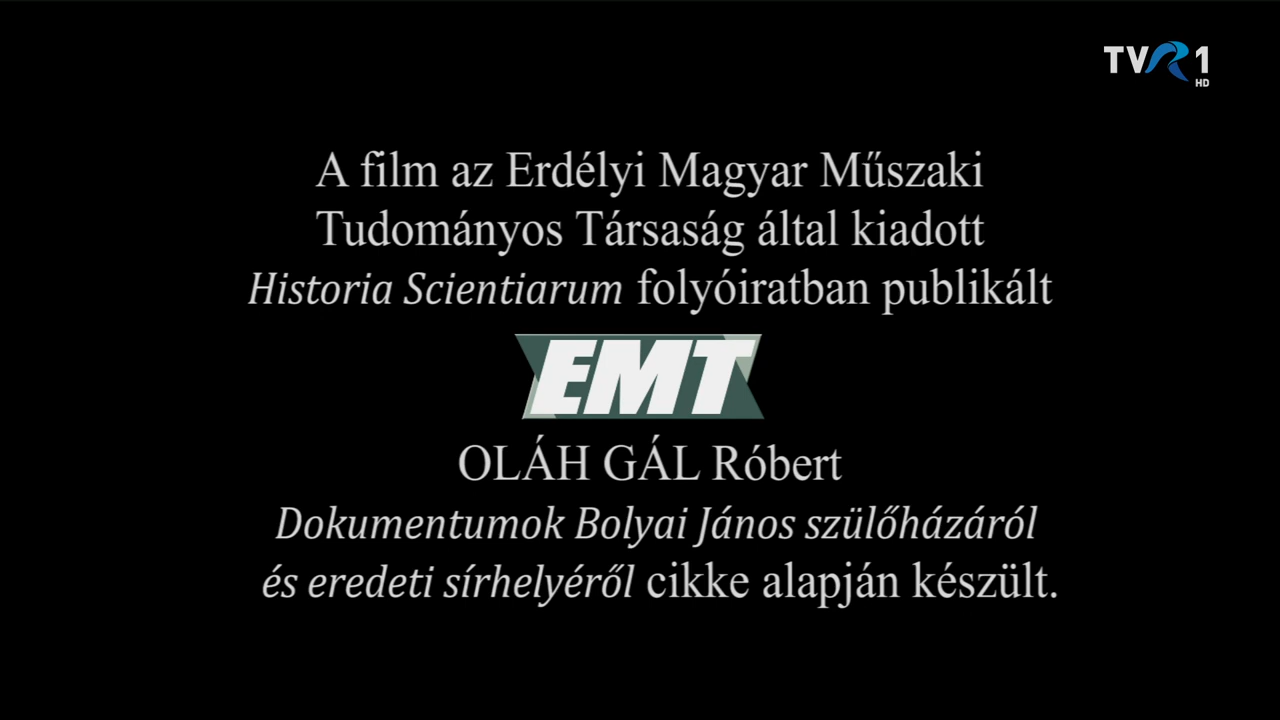 TVR1
HD
A film az Erdélyi Magyar Műszaki
Tudományos Társaság által kiadott
Historia Scientiarum folyóiratban publikált
EMT
OLÁH GÁL Róbert
Dokumentumok Bolyai János szülőházáról
és eredeti sírhelyéről cikke alapján készült.